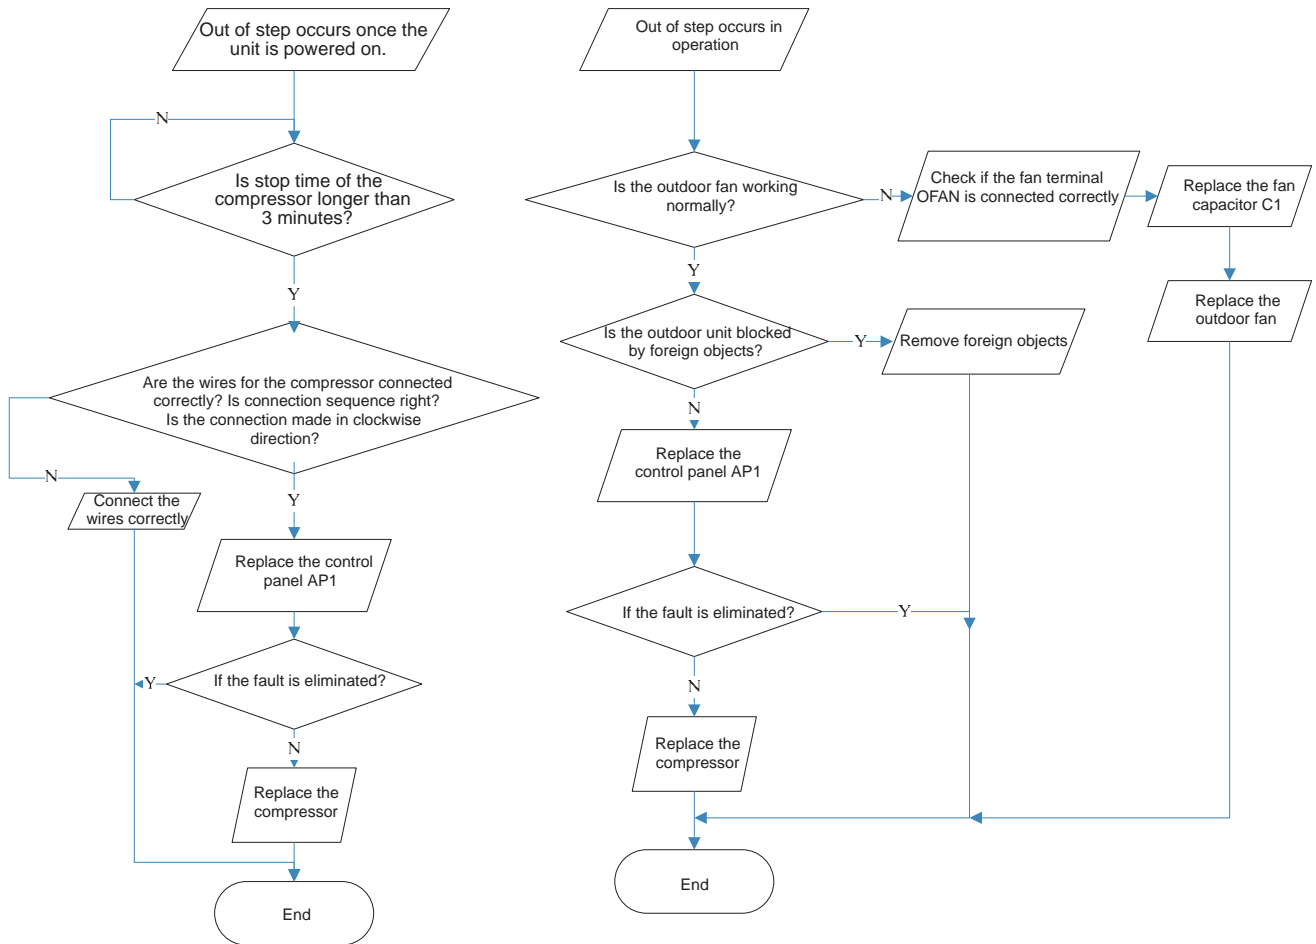 Out of step occurs once the
unit is powered on.
N
Is stop time of the
compressor longer than
3 minutes?
Y
Are the wires for the compressor connected
correctly? Is connection sequence right?
Is the connection made in clockwise
direction?
N
Connect the
wires correctly
Y
Replace the control
panel AP1
If the fault is eliminated?
Y
N
Replace the
compressor
End
Out of step occurs in
operation
Is the outdoor fan working
normally?
N
Check if the fan terminal
OFAN is connected correctly
Replace the fan
capacitor C1
Replace the
outdoor fan
Y
Is the outdoor unit blocked
by foreign objects?
Y
Remove foreign objects
N
Replace the
control panel AP1
If the fault is eliminated?
Y
N
Replace the
compressor
End